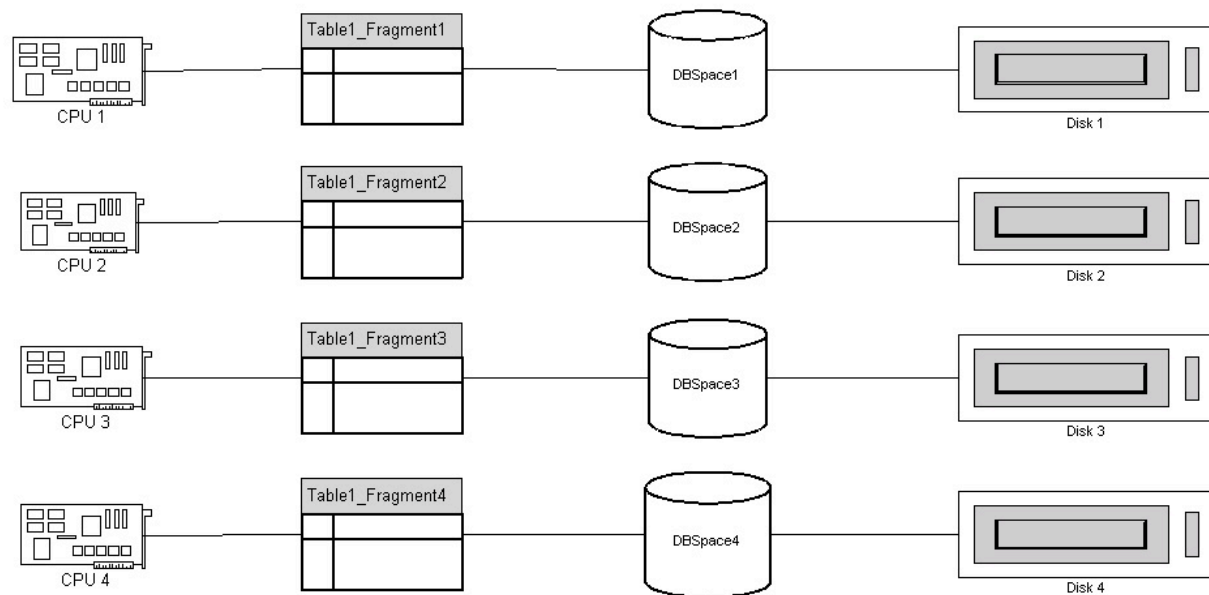 Table1_Fragment1
DBSpace1
CPU 1
Disk 1
Table1_Fragment2
DBSpace2
CPU 2
Disk 2
Table1_Fragment3
DBSpace3
CPU 3
Disk 3
Table1_Fragment4
DBSpace4
CPU 4
Disk 4